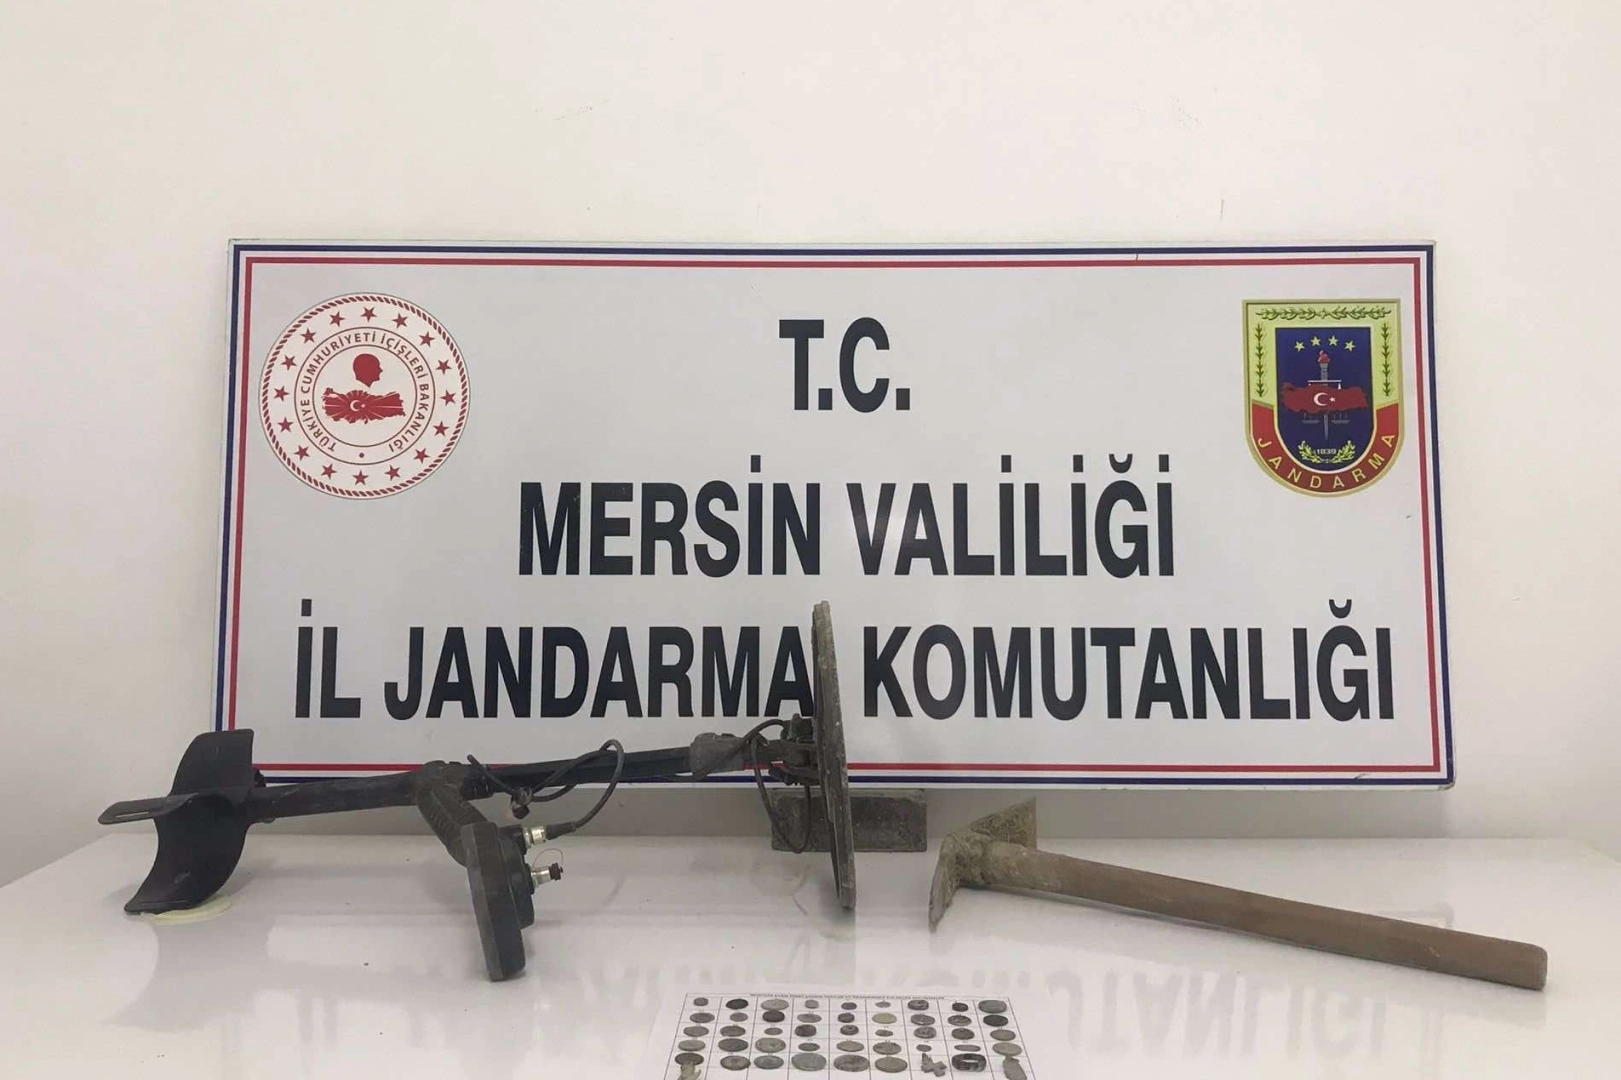 TÜRKİYE CUMHURİYETİ İÇİŞLERİ BAKANLIĞI
T.C.
MERSİN VALİLİĞİ
İL JANDARMA KOMUTANLIĞI
1839
JANDARMA